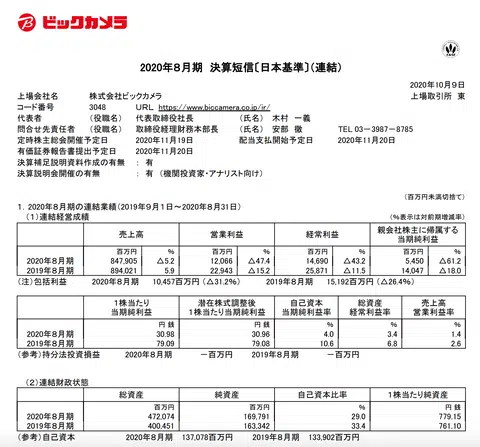 ビックカメラ
2020年8月期 決算短信〔日本基準〕(連結)
2020年10月9日
上場会社名 株式会社ビックカメラ 上場取引所 東
コード番号 3048 URL https://www.biccamera.co.jp/ir/
代表者 (役職名) 代表取締役社長 (氏名) 木村 一義
問合せ先責任者 (役職名) 取締役経理財務本部長 (氏名) 安部 徹 TEL 03-3987-8785
定時株主総会開催予定日 2020年11月19日 配当支払開始予定日 2020年11月20日
有価証券報告書提出予定日 2020年11月20日
決算補足説明資料作成の有無 : 有
決算説明会開催の有無 : 有 (機関投資家・アナリスト向け)
(百万円未満切捨て)
1. 2020年8月期の連結業績(2019年9月1日~2020年8月31日)
(1)連結経営成績 (%表示は対前期増減率)
売上高 営業利益 経常利益 親会社株主に帰属する当期純利益
百万円 % 百万円 % 百万円 % 百万円 %
2020年8月期 847,905 △5.2 12,066 △47.4 14,690 △43.2 5,450 △61.2
2019年8月期 894,021 5.9 22,943 △15.2 25,871 △11.5 14,047 △18.0
(注)包括利益 2020年8月期 10,457百万円(△31.2%) 2019年8月期 15,192百万円(△26.4%)
1株当たり当期純利益 潜在株式調整後1株当たり当期純利益 自己資本当期純利益率 総資産経常利益率 売上高営業利益率
円 銭 円 銭 % % %
2020年8月期 30.98 30.96 4.0 3.4 1.4
2019年8月期 79.09 79.08 10.6 6.8 2.6
(参考)持分法投資損益 2020年8月期 -百万円 2019年8月期 -百万円
(2)連結財政状態
総資産 純資産 自己資本比率 1株当たり純資産
百万円 百万円 % 円 銭
2020年8月期 472,074 169,791 29.0 779.15
2019年8月期 400,451 163,342 33.4 761.10
(参考)自己資本 2020年8月期 137,078百万円 2019年8月期 133,902百万円